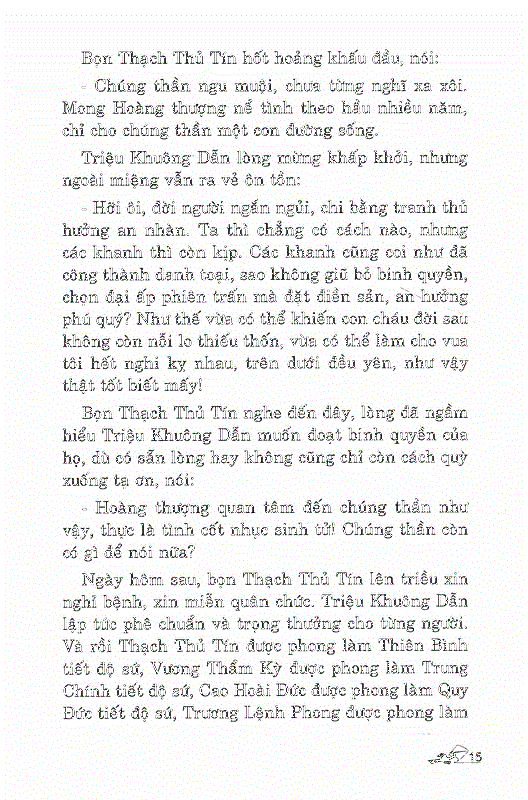 Bọn Thạch Thủ Tín hốt hoảng khấu đầu, nói:
- Chúng thần ngu muội, chưa từng nghĩ xa xôi.
Mong Hoàng thượng nể tình theo hầu nhiều năm,
chỉ cho chúng thần một con đường sống.
Triệu Khuông Dẫn lòng mừng khấp khởi, nhưng
ngoài miệng vẫn ra vẻ ôn tồn:
- Hỡi ôi, đời người ngắn ngủi, chi bằng tranh thủ
hưởng an nhàn. Ta thì chẳng có cách nào, nhưng
các khanh thì còn kịp. Các khanh cũng coi như đã
công thành danh toại, sao không giũ bỏ binh quyền,
chọn đại ấp phiên trấn mà đặt điền sản, an hưởng
phú quý? Như thế vừa có thể khiến con cháu đời sau
không còn nỗi lo thiếu thốn, vừa có thể làm cho vua
tôi hết nghi kỵ nhau, trên dưới đều yên, như vậy
thật tốt biết mấy!
Bọn Thạch Thủ Tín nghe đến đây, lòng đã ngầm
hiểu Triệu Khuông Dẫn muốn đoạt binh quyền của
họ, dù có sẵn lòng hay không cũng chỉ còn cách quỳ
xuống tạ ơn, nói:
- Hoàng thượng quan tâm đến chúng thần như
vậy, thực là tình cốt nhục sinh tử! Chúng thần còn
có gì để nói nữa?
Ngày hôm sau, bọn Thạch Thủ Tín lên triều xin
nghỉ bệnh, xin miễn quân chức. Triệu Khuông Dẫn
lập tức phê chuẩn và trọng thưởng cho từng người.
Và rồi Thạch Thủ Tín được phong làm Thiên Bình
tiết độ sứ, Vương Thẩm Kỳ được phong làm Trung
Chính tiết độ sứ, Cao Hoài Đức được phong làm Quy
Đức tiết độ sứ, Trương Lệnh Phong được phong làm
15